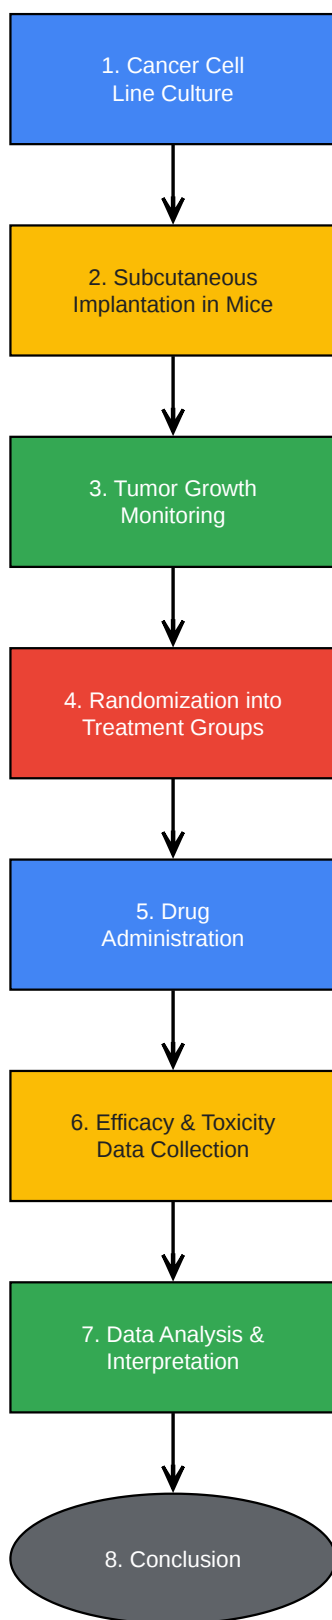 1. Cancer Cell
Line Culture
2. Subcutaneous
Implantation in Mice
3. Tumor Growth
Monitoring
4. Randomization into
Treatment Groups
5. Drug
Administration
6. Efficacy & Toxicity
Data Collection
7. Data Analysis &
Interpretation
8. Conclusion